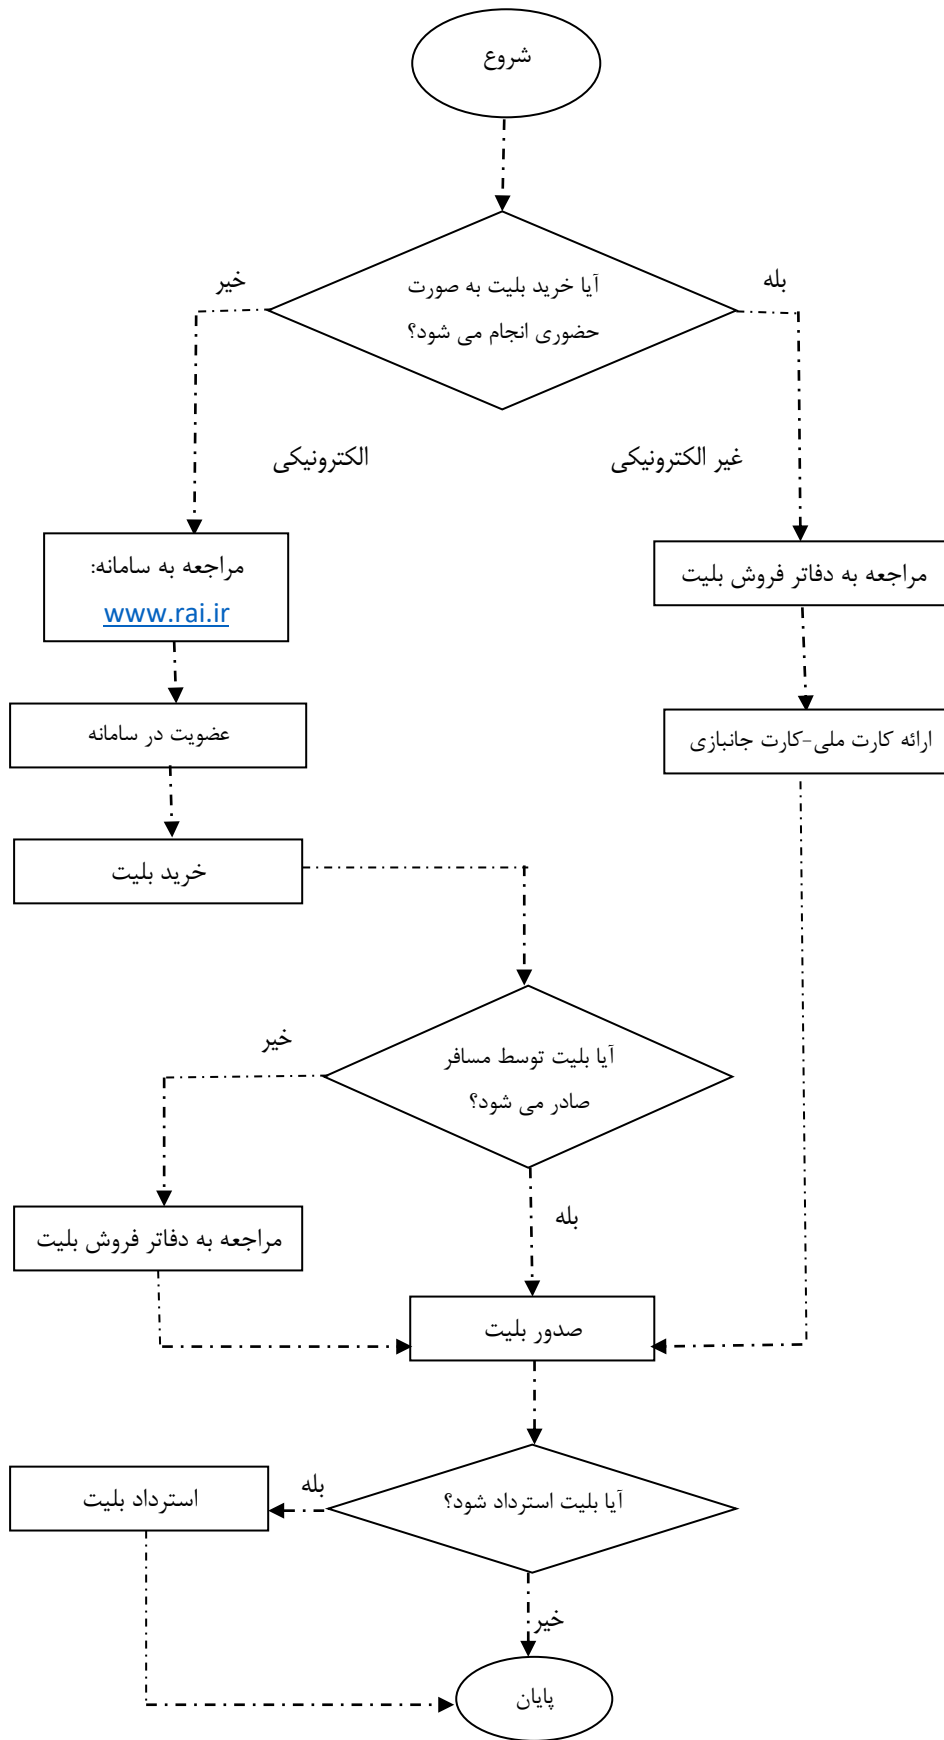 شروع
آیا خرید بلیت به صورت
حضوری انجام می شود؟
بله
خیر
غیر الکترونیکی
الکترونیکی
مراجعه به دفاتر فروش بلیت
مراجعه به سامانه:
www.rai.ir
ارائه کارت ملی-کارت جانبازی
عضویت در سامانه
خرید بلیت
آیا بلیت توسط مسافر
صادر می شود؟
خیر
بله
مراجعه به دفاتر فروش بلیت
صدور بلیت
آیا بلیت استرداد شود؟
بله
استرداد بلیت
خیر
پایان